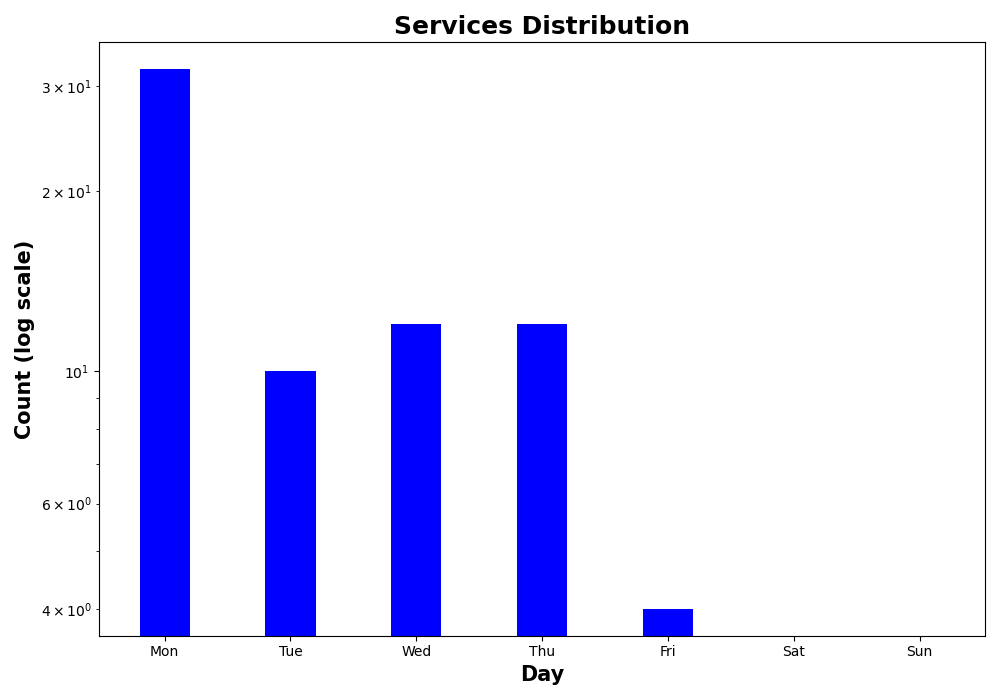 Services Distribution
Count (log scale)
3 × 10¹
2 × 10¹
10¹
6 × 10⁰
4 × 10⁰
Mon Tue Wed Thu Fri Sat Sun
Day